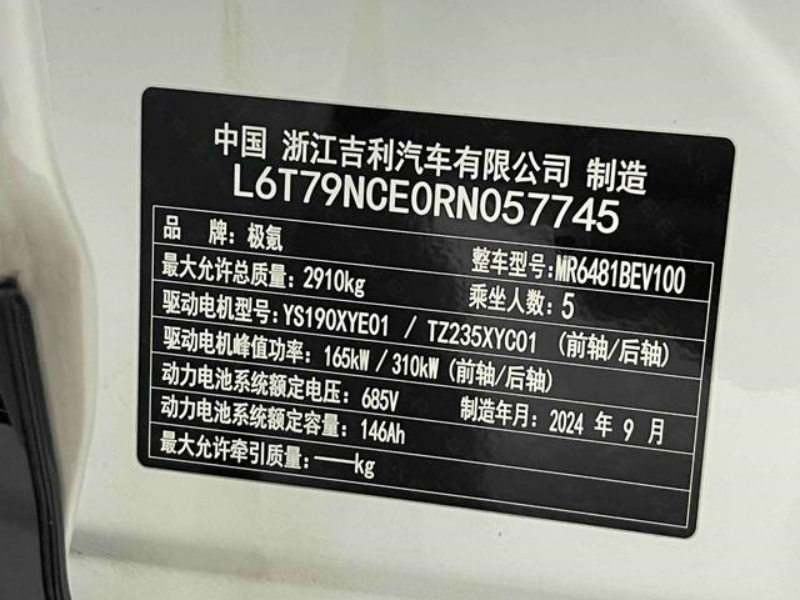 中国 浙江吉利汽车有限公司 制造
L6T79NCE0RN057745
品 牌: 极氪 整车型号: MR6481BEV100
最大允许总质量: 2910kg 乘坐人数: 5
驱动电机型号: YS190XYE01 / TZ235XYC01 (前轴/后轴)
驱动电机峰值功率: 165kW / 310kW (前轴/后轴)
动力电池系统额定电压: 685V 制造年月: 2024 年 9 月
动力电池系统额定容量: 146Ah
最大允许牵引质量: ——kg